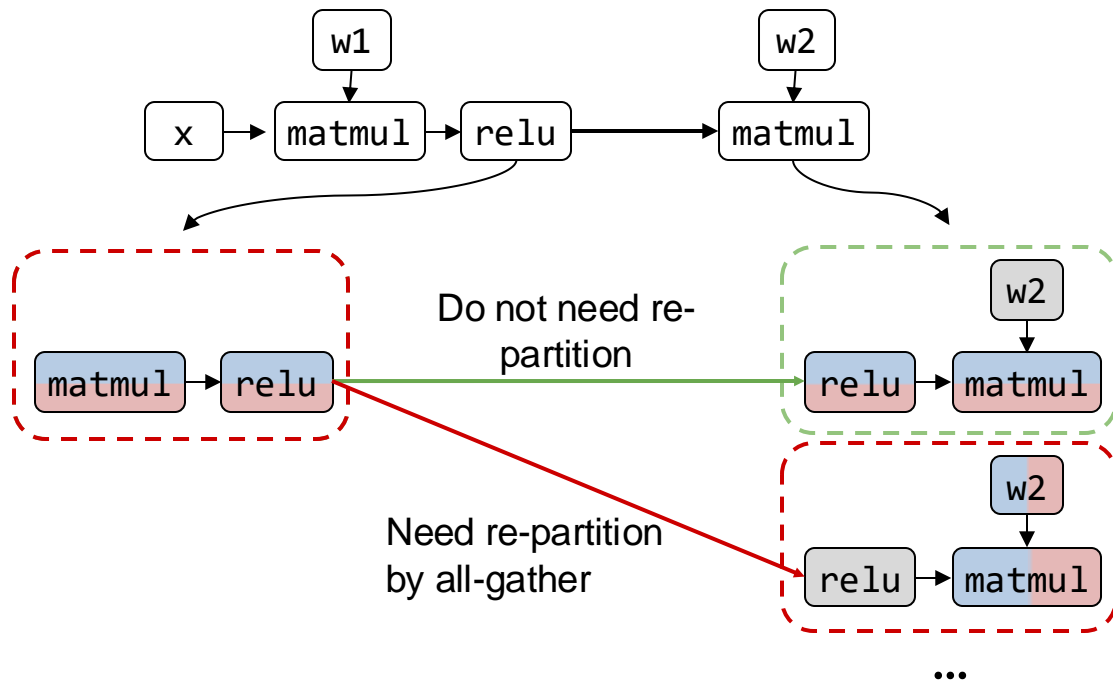 w1
w2
x
matmul
relu
matmul
w2
Do not need re-
partition
matmul
relu
relu
matmul
w2
Need re-partition
by all-gather
relu
matmul
...